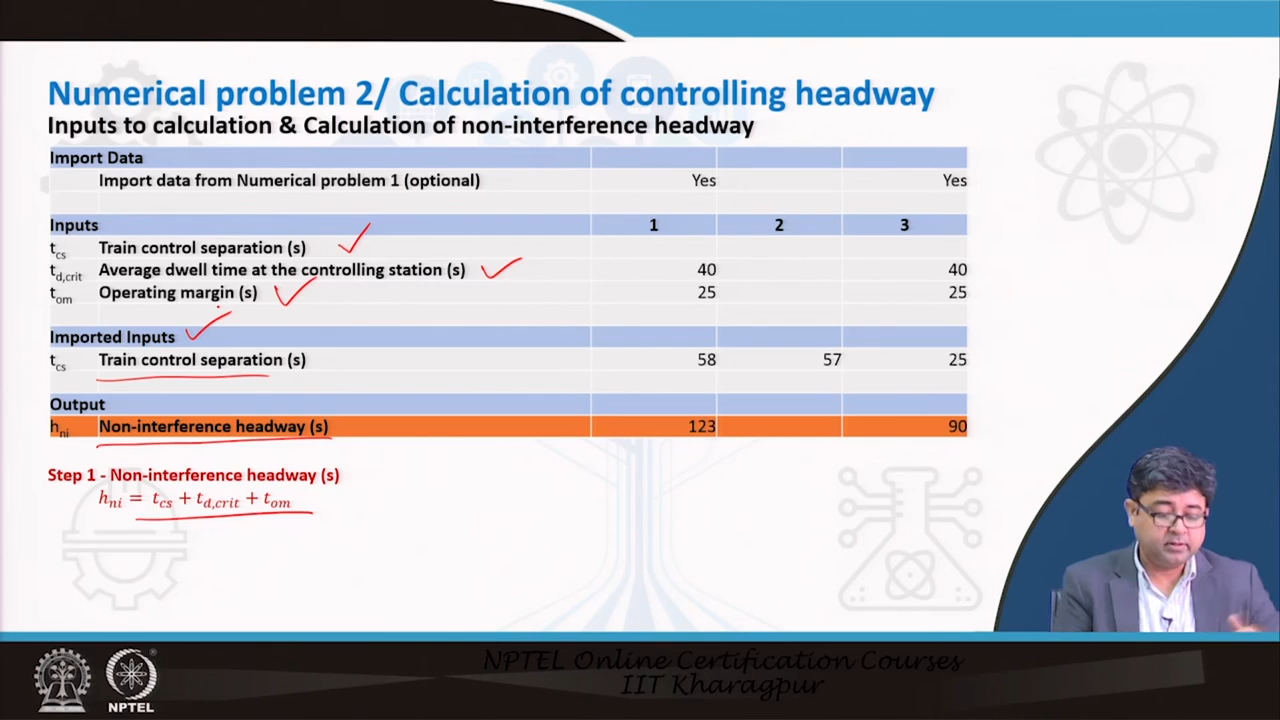 Numerical problem 2/ Calculation of controlling headway
Inputs to calculation & Calculation of non-interference headway
Import Data
Import data from Numerical problem 1 (optional) Yes Yes
Inputs 1 2 3
tcs Train control separation (s)
td,crit Average dwell time at the controlling station (s) 40 40
tom Operating margin (s) 25 25
Imported Inputs
tcs Train control separation (s) 58 57 25
Output
hni Non-interference headway (s) 123 90
Step 1 - Non-interference headway (s)
hni = tcs + td,crit + tom
NPTEL Online Certification Courses
IIT Kharagpur
NPTEL